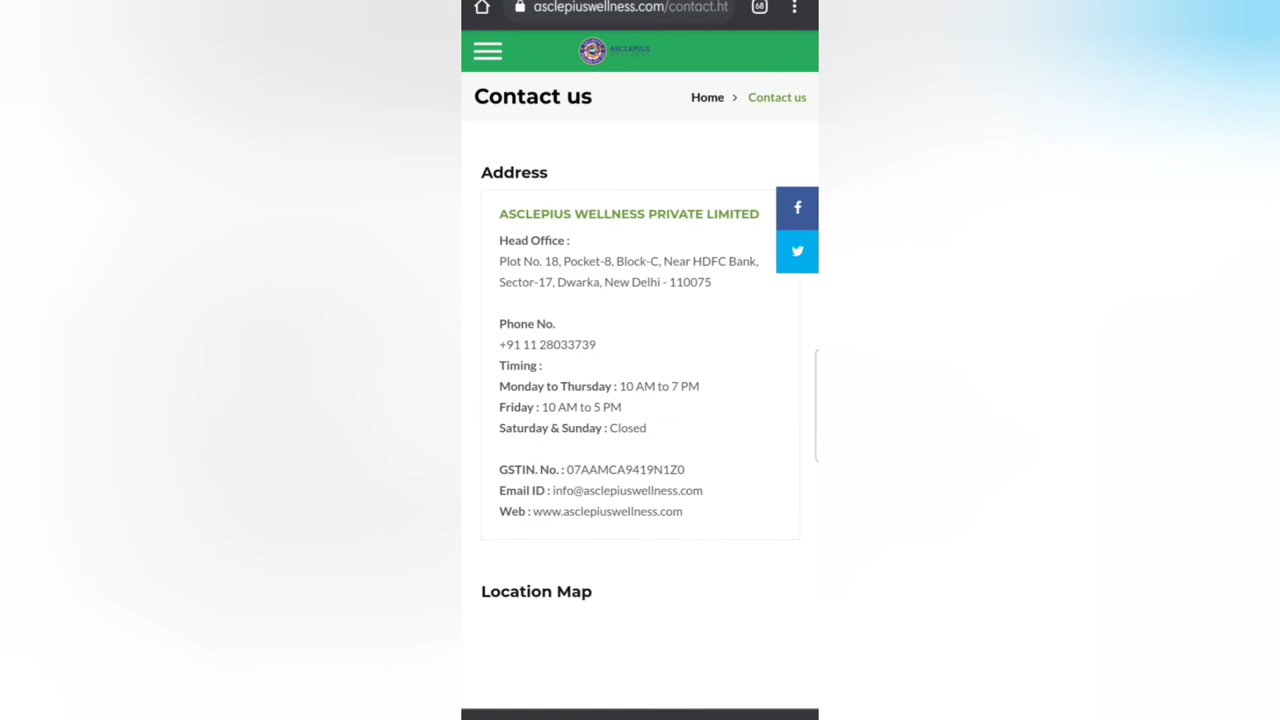 asclepiuswellness.com/contact.ht
68
ASCLEPIUS
Contact us
Home > Contact us
Address
ASCLEPIUS WELLNESS PRIVATE LIMITED
Head Office :
Plot No. 18, Pocket-8, Block-C, Near HDFC Bank,
Sector-17, Dwarka, New Delhi - 110075
Phone No.
+91 11 28033739
Timing :
Monday to Thursday : 10 AM to 7 PM
Friday : 10 AM to 5 PM
Saturday & Sunday : Closed
GSTIN. No. : 07AAMCA9419N1Z0
Email ID : info@asclepiuswellness.com
Web : www.asclepiuswellness.com
Location Map